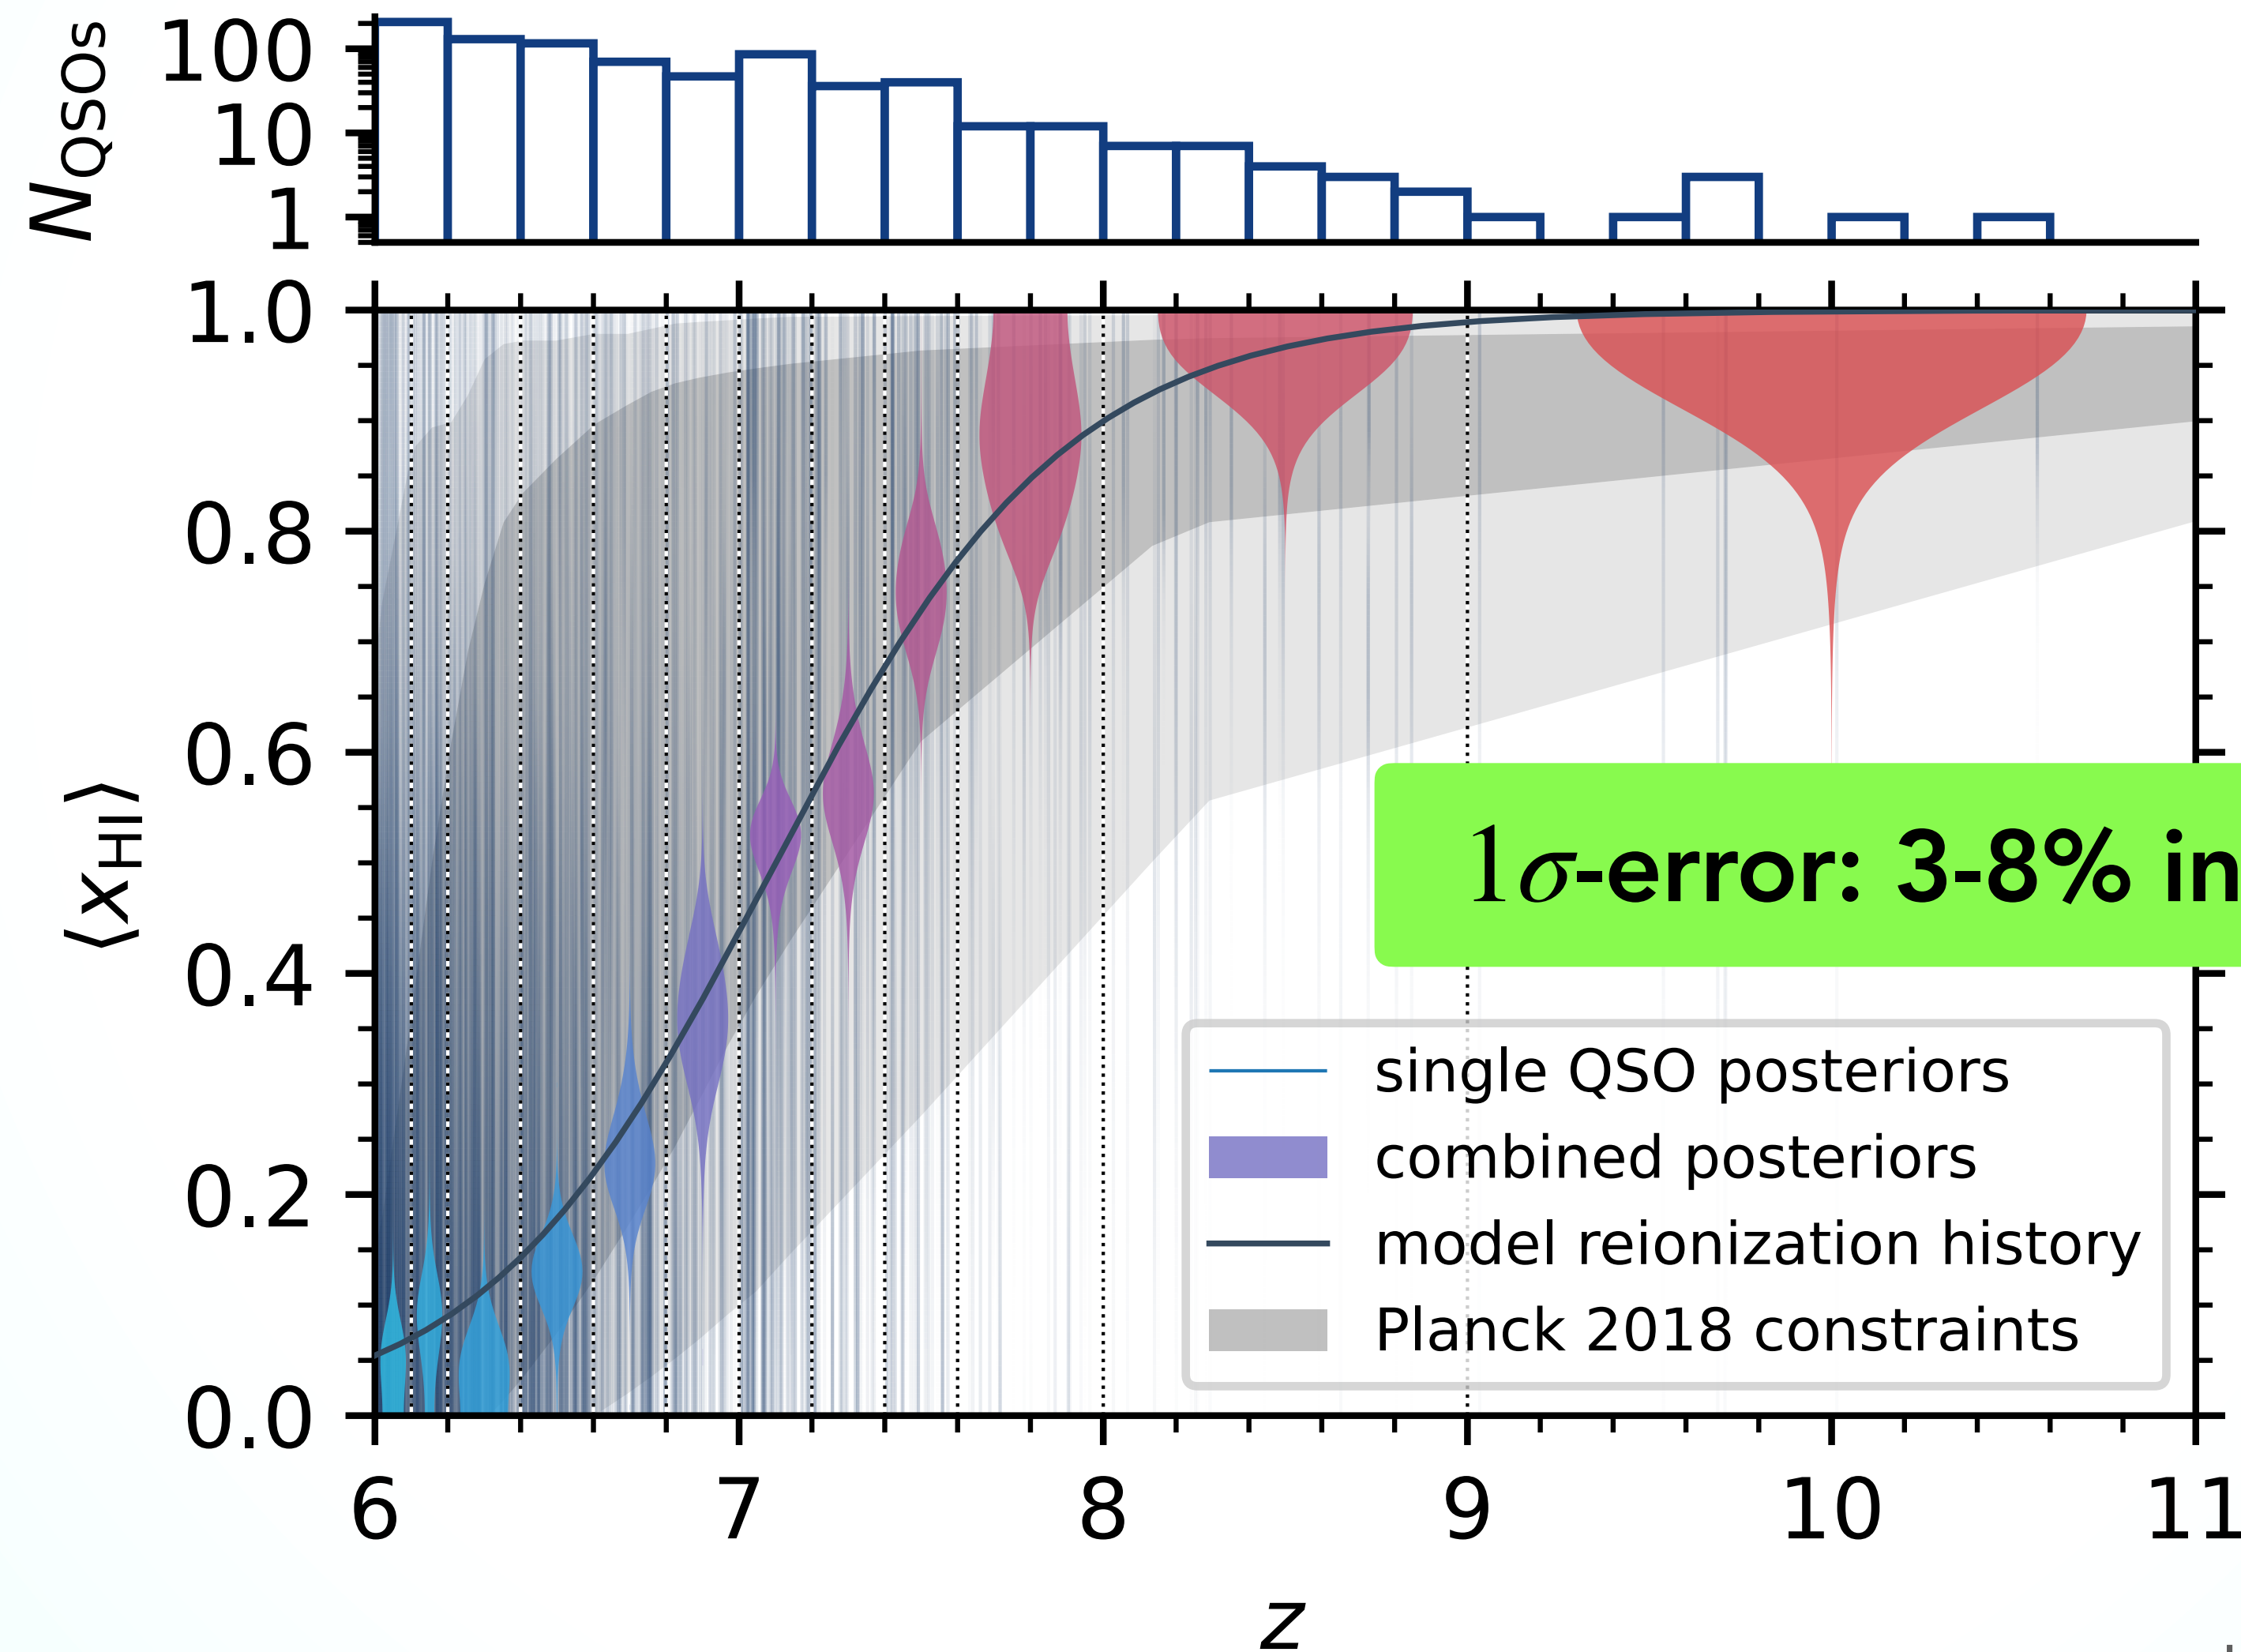 N_QSOs
100
10
1
⟨x_HI⟩
1.0
0.8
0.6
0.4
0.2
0.0
1σ-error: 3-8% in
single QSO posteriors
combined posteriors
model reionization history
Planck 2018 constraints
6 7 8 9 10 11
z